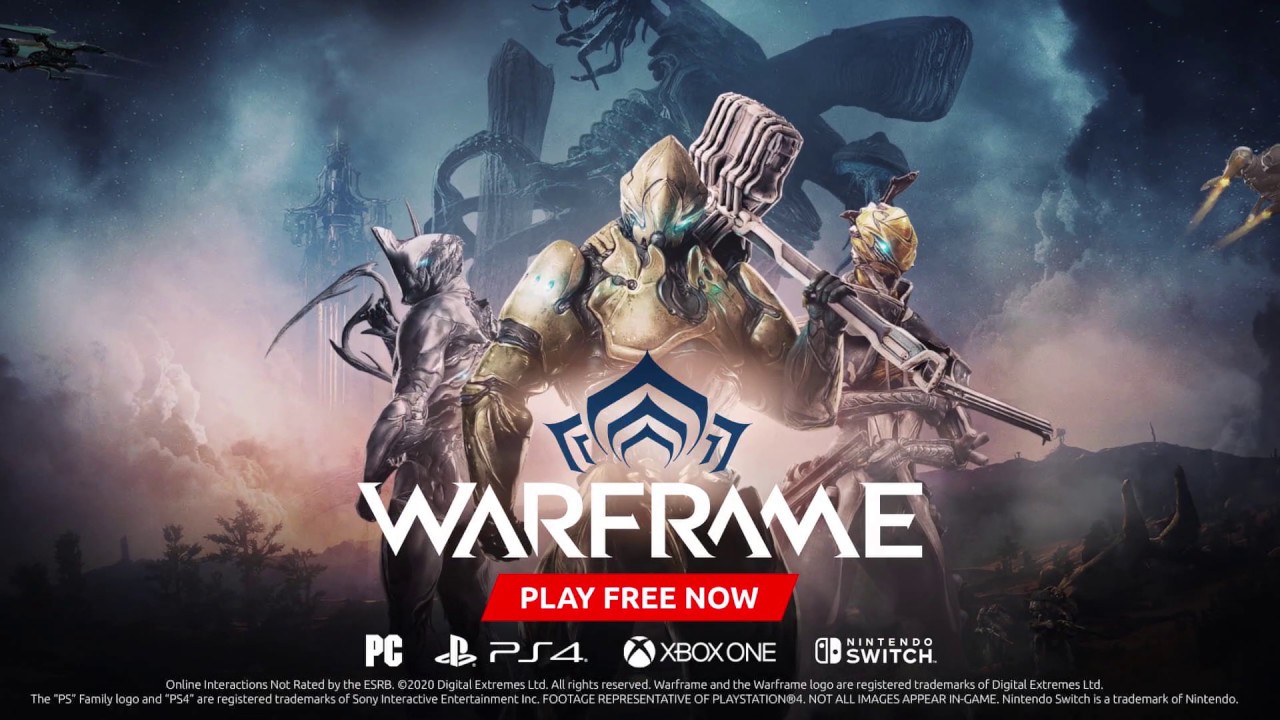 WARFRAME
PLAY FREE NOW
PC PS4 XBOX ONE NINTENDO SWITCH™
Online Interactions Not Rated by the ESRB. ©2020 Digital Extremes Ltd. All rights reserved. Warframe and the Warframe logo are registered trademarks of Digital Extremes Ltd.
The “PS” Family logo and “PS4” are registered trademarks of Sony Interactive Entertainment Inc. FOOTAGE REPRESENTATIVE OF PLAYSTATION®4. NOT ALL IMAGES APPEAR IN-GAME. Nintendo Switch is a trademark of Nintendo.